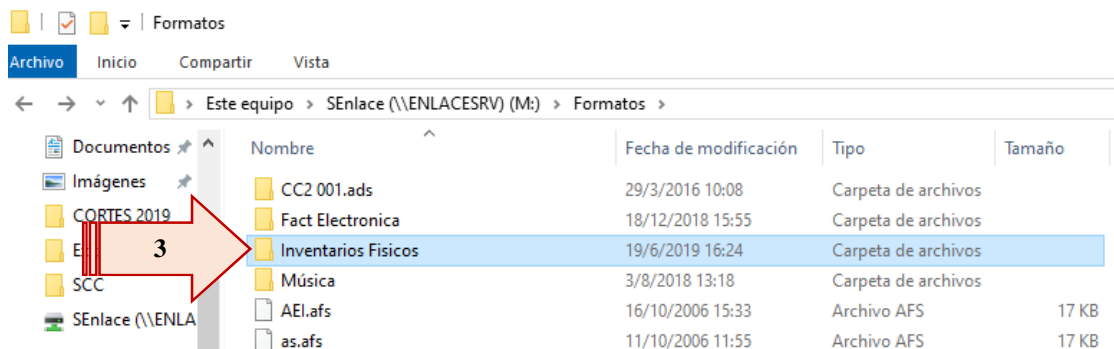 Formatos
Archivo Inicio Compartir Vista
Este equipo > SEnlace (\\ENLACESRV) (M:) > Formatos >
Documentos
Imágenes
CORTES 2019
SCC
SEnlace (\\ENLA
3
Nombre Fecha de modificación Tipo Tamaño
CC2 001.ads 29/3/2016 10:08 Carpeta de archivos
Fact Electronica 18/12/2018 15:55 Carpeta de archivos
Inventarios Fisicos 19/6/2019 16:24 Carpeta de archivos
Música 3/8/2018 13:18 Carpeta de archivos
AEI.afs 16/10/2006 15:33 Archivo AFS 17 KB
as.afs 11/10/2006 11:55 Archivo AFS 17 KB